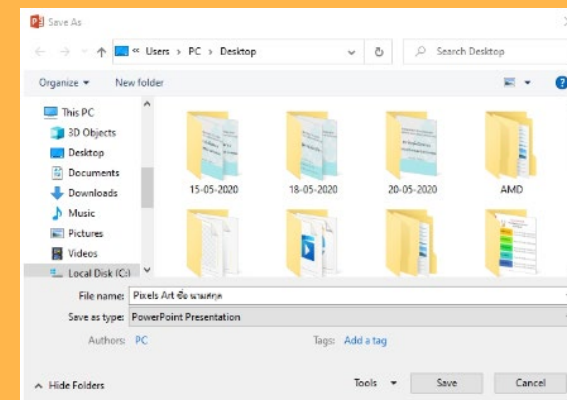 Save As
« Users › PC › Desktop
Search Desktop
Organize
New folder
This PC
3D Objects
Desktop
Documents
Downloads
Music
Pictures
Videos
Local Disk (C:)
15-05-2020
18-05-2020
20-05-2020
AMD
File name: Pixels Art ชื่อ นามสกุล
Save as type: PowerPoint Presentation
Authors: PC
Tags: Add a tag
Hide Folders
Tools
Save
Cancel